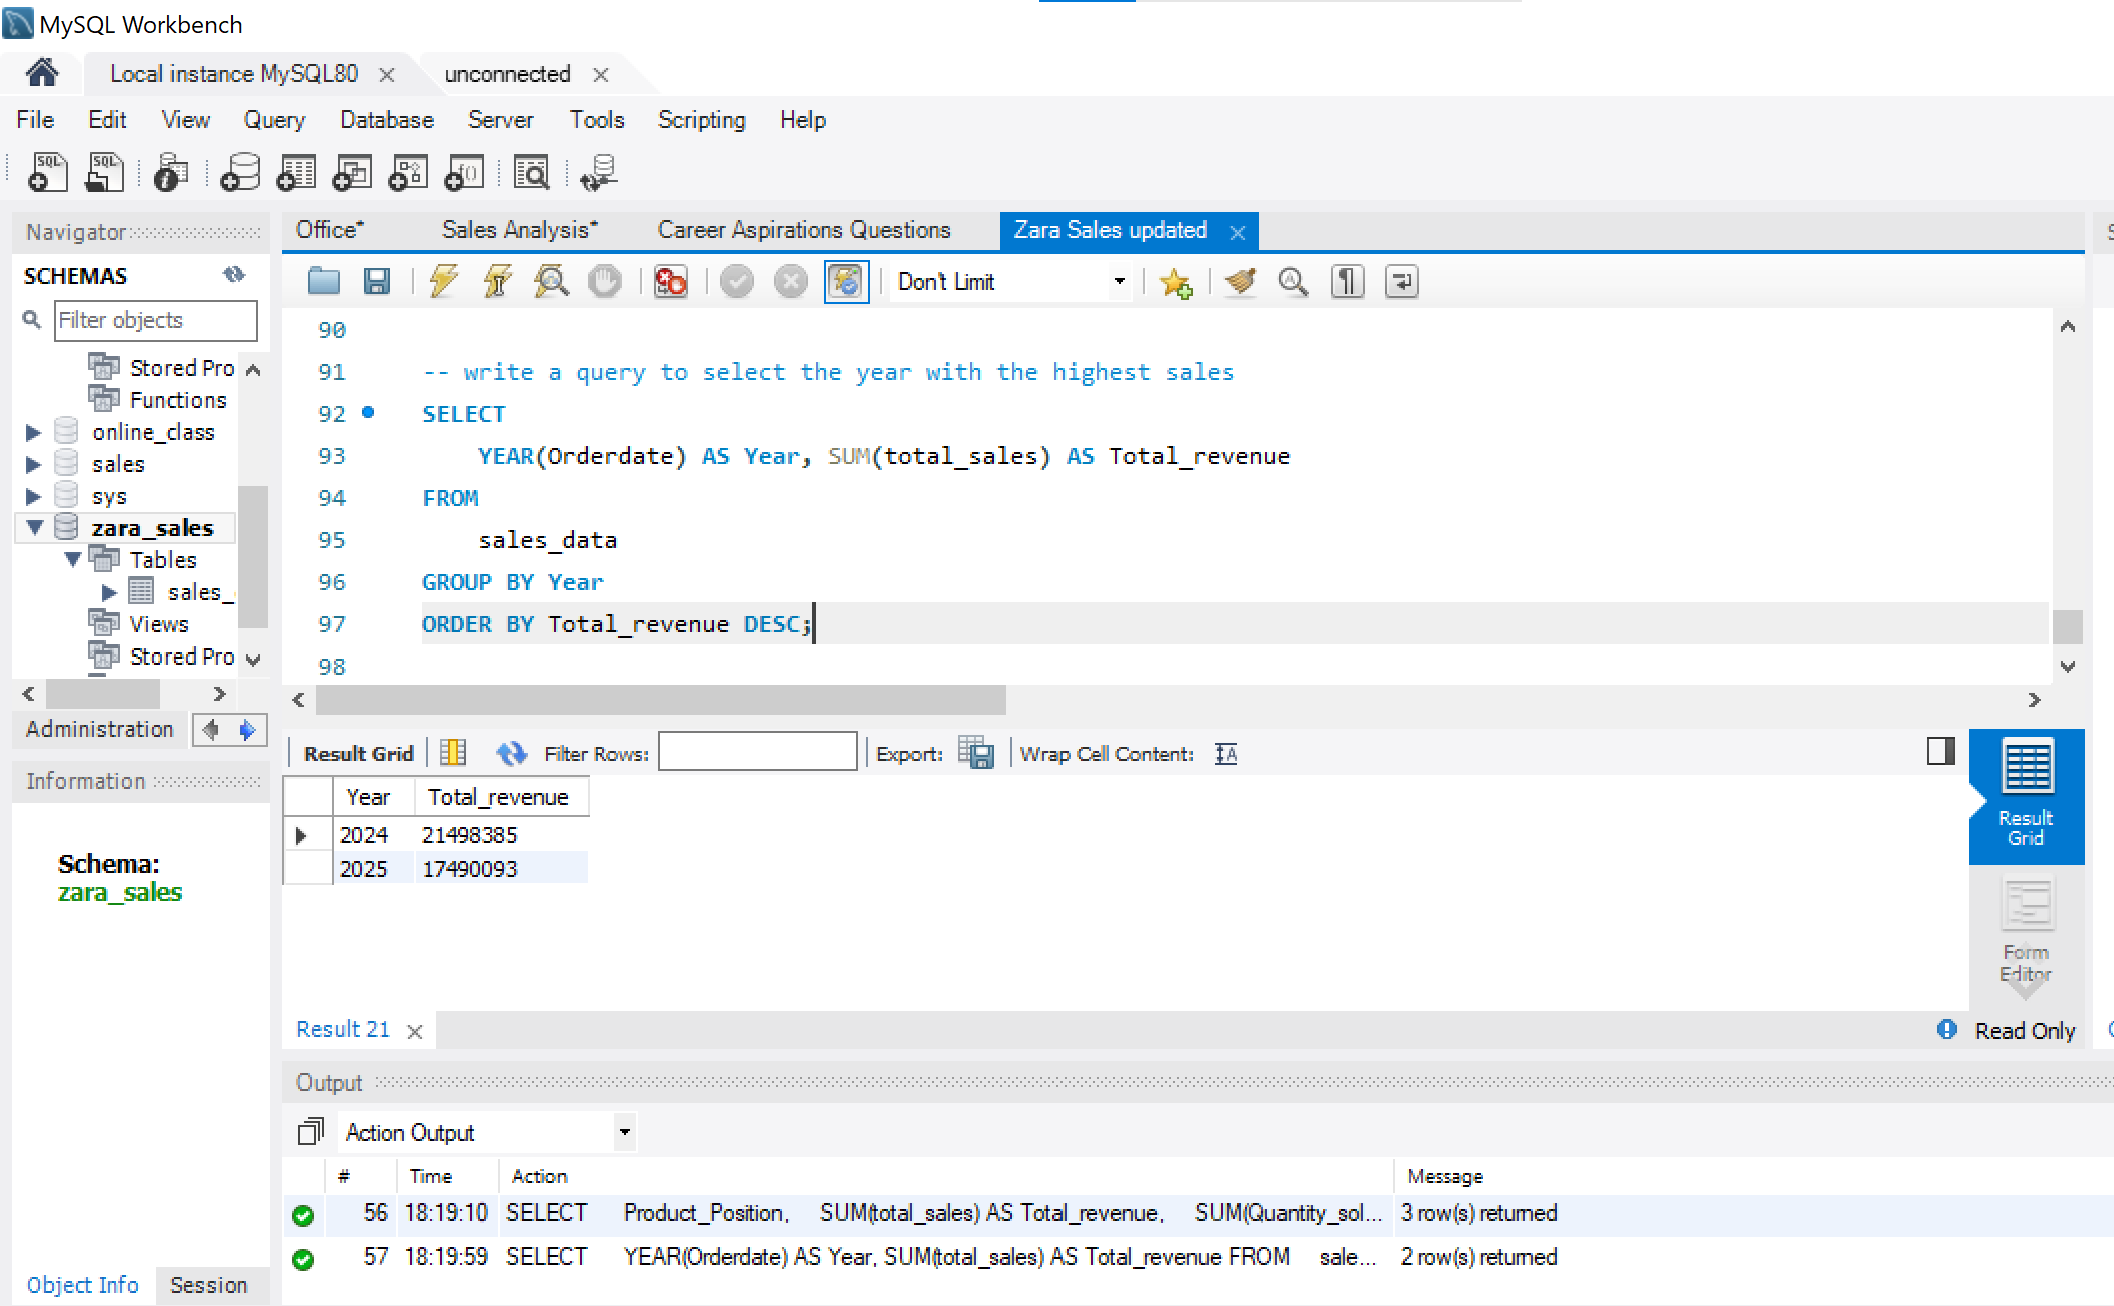 MySQL Workbench
Local instance MySQL80
unconnected
File Edit View Query Database Server Tools Scripting Help
Navigator
SCHEMAS
Filter objects
Stored Pro
Functions
online_class
sales
sys
zara_sales
Tables
sales_
Views
Stored Pro
Administration
Information
Schema:
zara_sales
Object Info Session
Office* Sales Analysis* Career Aspirations Questions Zara Sales updated
Don't Limit
90
91 -- write a query to select the year with the highest sales
92 SELECT
93 YEAR(Orderdate) AS Year, SUM(total_sales) AS Total_revenue
94 FROM
95 sales_data
96 GROUP BY Year
97 ORDER BY Total_revenue DESC;
98
Result Grid Filter Rows: Export: Wrap Cell Content:
Year Total_revenue
2024 21498385
2025 17490093
Result Grid
Form Editor
Result 21
Read Only
Output
Action Output
# Time Action Message
56 18:19:10 SELECT Product_Position, SUM(total_sales) AS Total_revenue, SUM(Quantity_sol... 3 row(s) returned
57 18:19:59 SELECT YEAR(Orderdate) AS Year, SUM(total_sales) AS Total_revenue FROM sale... 2 row(s) returned